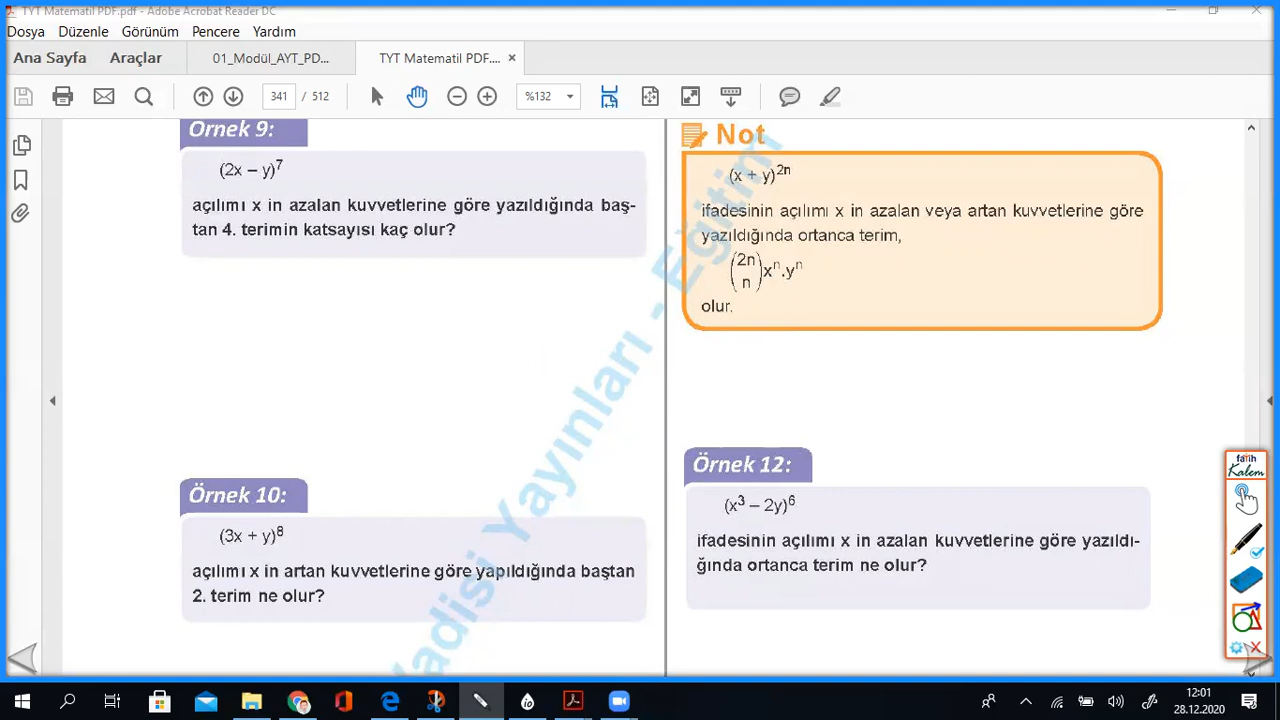 TYT Matematil PDF.pdf - Adobe Acrobat Reader DC
Dosya Düzenle Görünüm Pencere Yardım
Ana Sayfa Araçlar 01_Modül_AYT_PD... TYT Matematil PDF.... ×
341 / 512 %132
Örnek 9:
(2x – y)⁷
açılımı x in azalan kuvvetlerine göre yazıldığında baş-
tan 4. terimin katsayısı kaç olur?
Örnek 10:
(3x + y)⁸
açılımı x in artan kuvvetlerine göre yapıldığında baştan
2. terim ne olur?
Not
(x + y)²ⁿ
ifadesinin açılımı x in azalan veya artan kuvvetlerine göre
yazıldığında ortanca terim,
(2n
n)xⁿ.yⁿ
olur.
Örnek 12:
(x³ – 2y)⁶
ifadesinin açılımı x in azalan kuvvetlerine göre yazıldı-
ğında ortanca terim ne olur?
Vadisi Yayınları - Eğitim
fatih
Kalem
12:01
28.12.2020